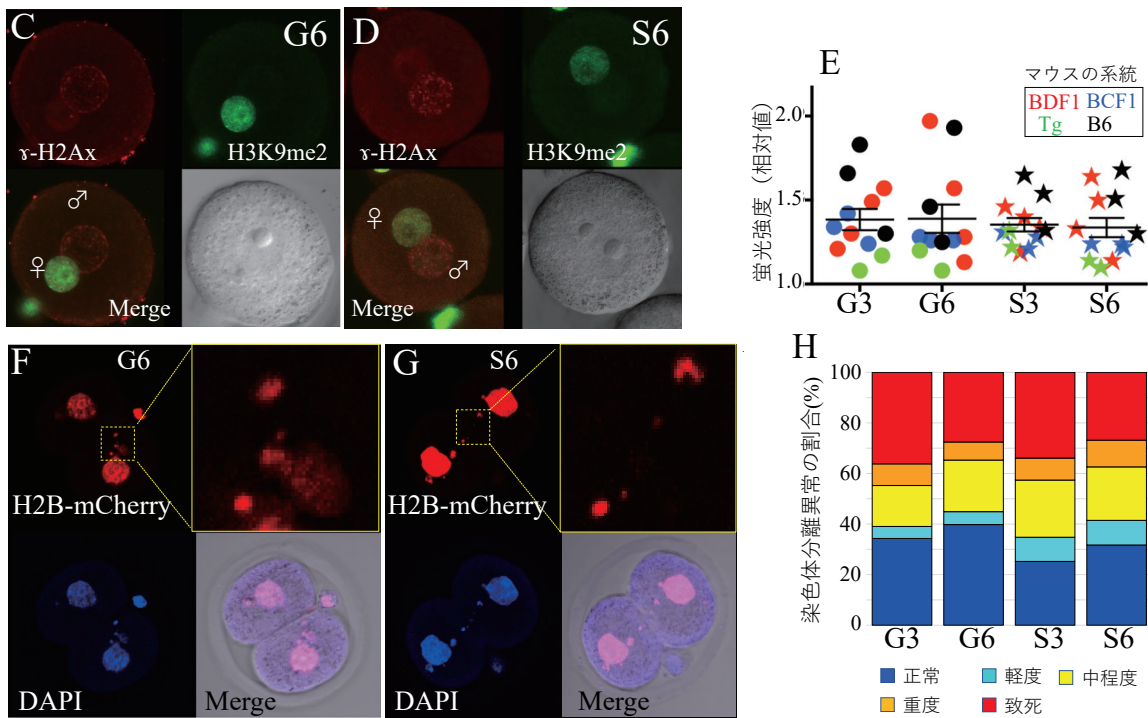 C
G6
ɤ-H2Ax
H3K9me2
♂
♀
Merge
D
S6
ɤ-H2Ax
H3K9me2
♀
♂
Merge
E
マウスの系統
BDF1 BCF1
Tg B6
蛍光強度（相対値）
2.0
1.5
1.0
G3 G6 S3 S6
F
G6
H2B-mCherry
DAPI
Merge
G
S6
H2B-mCherry
DAPI
Merge
H
染色体分離異常の割合(%)
100
80
60
40
20
0
G3 G6 S3 S6
正常 軽度 中程度
重度 致死